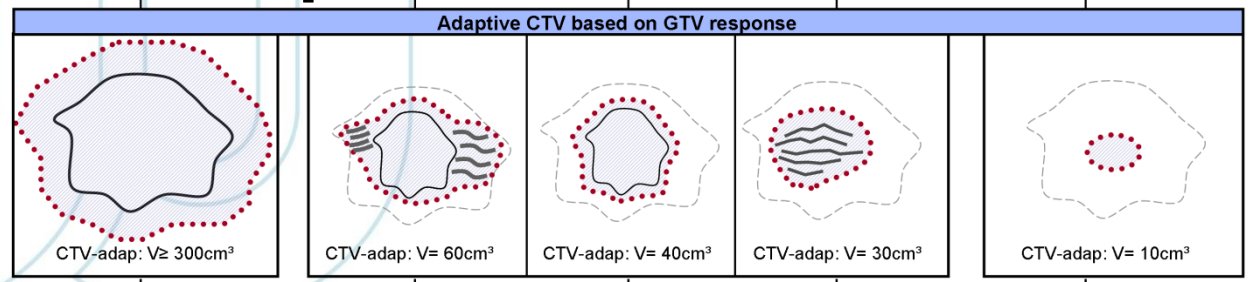 Adaptive CTV based on GTV response
CTV-adap: V≥ 300cm³
CTV-adap: V= 60cm³
CTV-adap: V= 40cm³
CTV-adap: V= 30cm³
CTV-adap: V= 10cm³